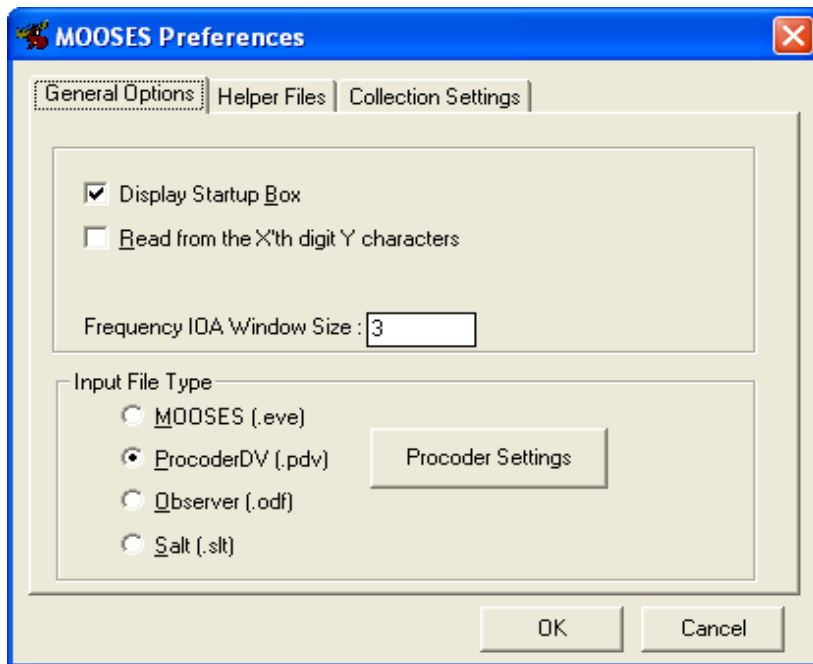 MOOSES Preferences
General Options Helper Files Collection Settings
Display Startup Box
Read from the X'th digit Y characters
Frequency IOA Window Size : 3
Input File Type
MOOSES (.eve)
ProcoderDV (.pdv)
Procoder Settings
Observer (.odf)
Salt (.slt)
OK Cancel